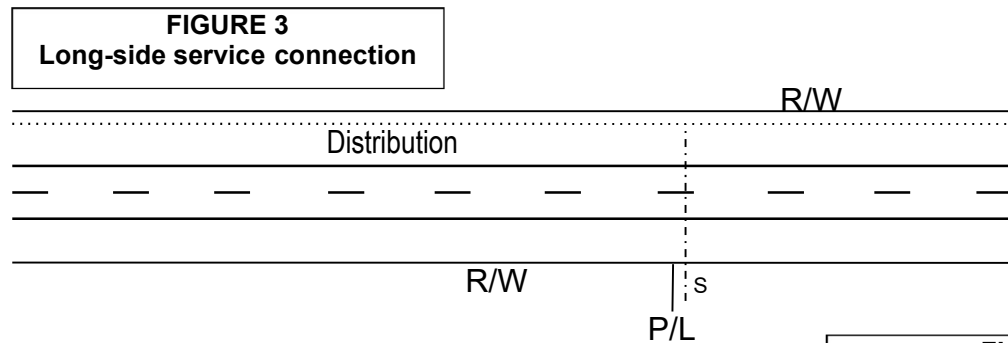 FIGURE 3
Long-side service connection
R/W
Distribution
R/W
S
P/L